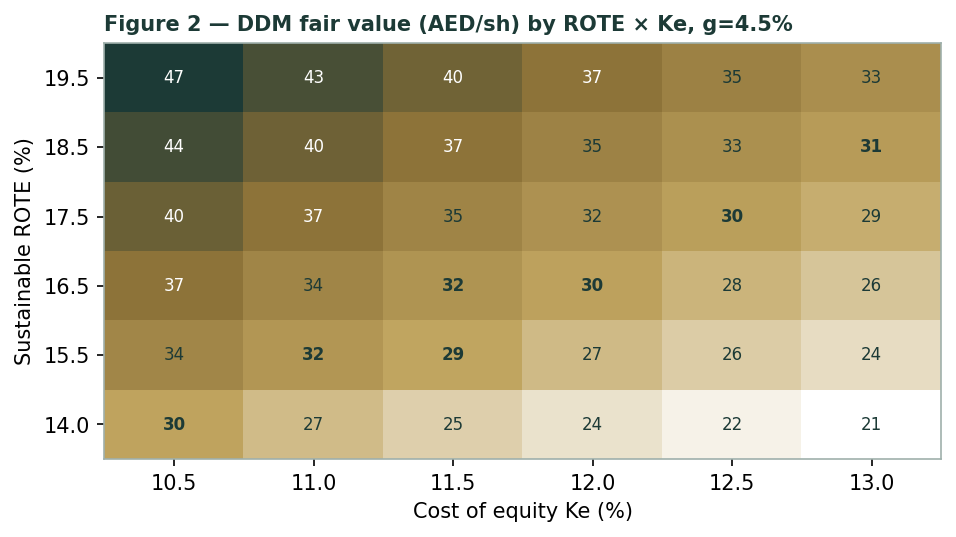 Figure 2 — DDM fair value (AED/sh) by ROTE × Ke, g=4.5%
Sustainable ROTE (%)
19.5 47 43 40 37 35 33
18.5 44 40 37 35 33 31
17.5 40 37 35 32 30 29
16.5 37 34 32 30 28 26
15.5 34 32 29 27 26 24
14.0 30 27 25 24 22 21
10.5 11.0 11.5 12.0 12.5 13.0
Cost of equity Ke (%)